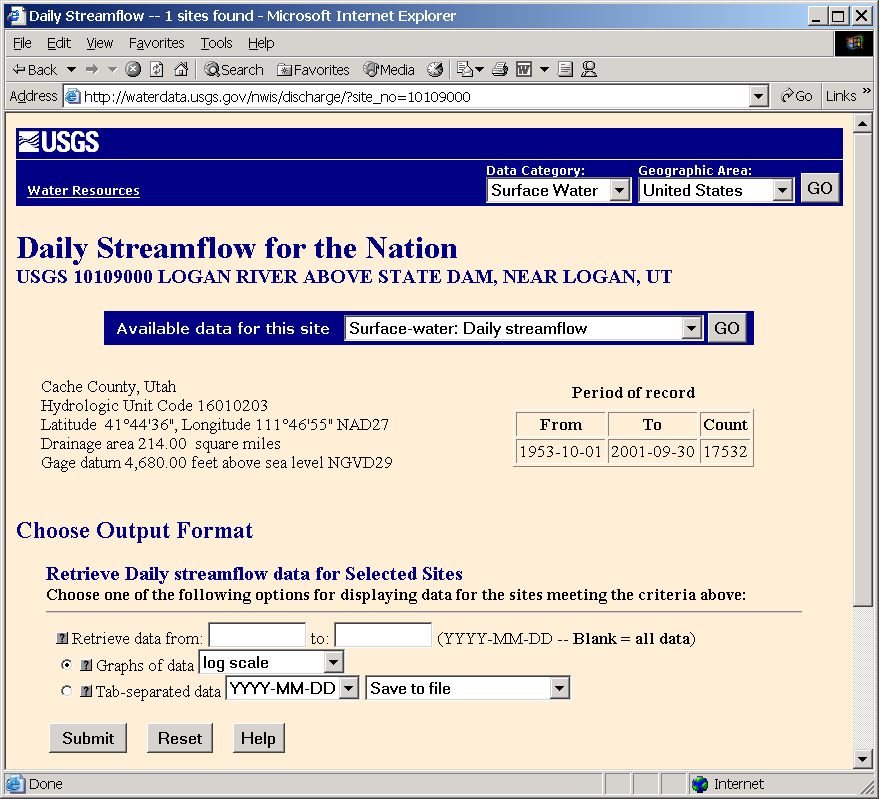 Daily Streamflow -- 1 sites found - Microsoft Internet Explorer
File Edit View Favorites Tools Help
Back Search Favorites Media
Address http://waterdata.usgs.gov/nwis/discharge/?site_no=10109000 Go Links »
USGS
Data Category: Geographic Area:
Water Resources Surface Water United States GO
Daily Streamflow for the Nation
USGS 10109000 LOGAN RIVER ABOVE STATE DAM, NEAR LOGAN, UT
Available data for this site Surface-water: Daily streamflow GO
Cache County, Utah
Hydrologic Unit Code 16010203
Latitude 41°44'36", Longitude 111°46'55" NAD27
Drainage area 214.00 square miles
Gage datum 4,680.00 feet above sea level NGVD29
Period of record
From To Count
1953-10-01 2001-09-30 17532
Choose Output Format
Retrieve Daily streamflow data for Selected Sites
Choose one of the following options for displaying data for the sites meeting the criteria above:
? Retrieve data from: to: (YYYY-MM-DD -- Blank = all data)
? Graphs of data log scale
? Tab-separated data YYYY-MM-DD Save to file
Submit Reset Help
Done Internet